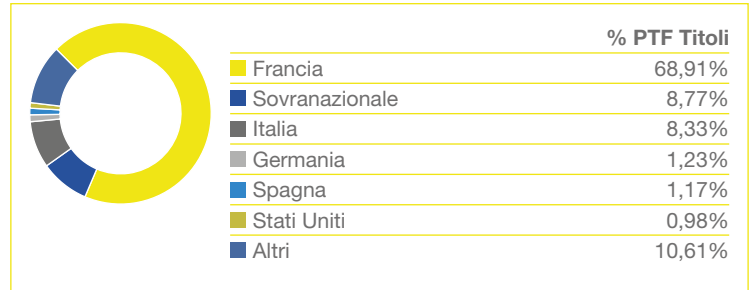 % PTF Titoli
Francia 68,91%
Sovranazionale 8,77%
Italia 8,33%
Germania 1,23%
Spagna 1,17%
Stati Uniti 0,98%
Altri 10,61%